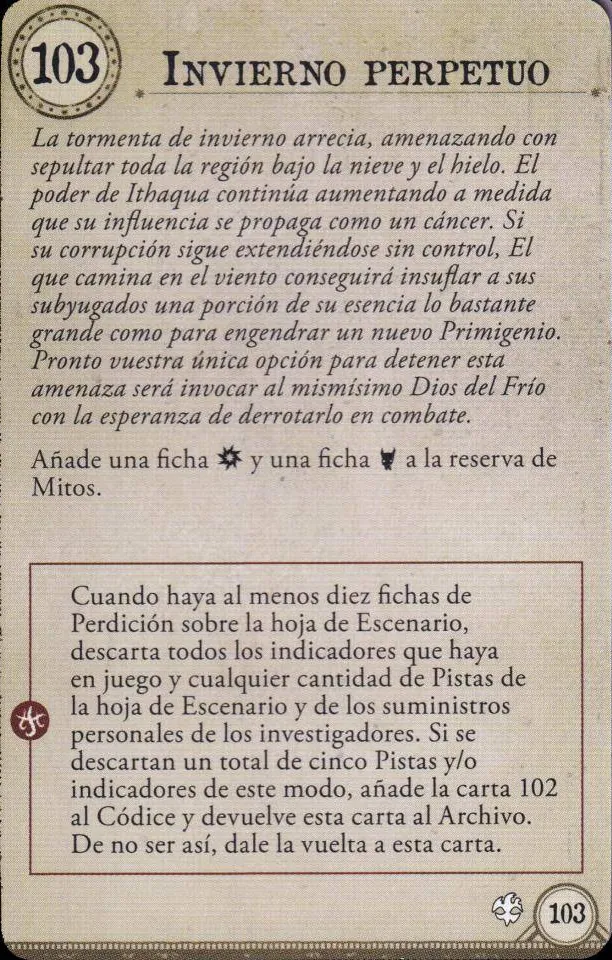 103
INVIERNO PERPETUO
La tormenta de invierno arrecia, amenazando con
sepultar toda la región bajo la nieve y el hielo. El
poder de Ithaqua continúa aumentando a medida
que su influencia se propaga como un cáncer. Si
su corrupción sigue extendiéndose sin control, El
que camina en el viento conseguirá insuflar a sus
subyugados una porción de su esencia lo bastante
grande como para engendrar un nuevo Primigenio.
Pronto vuestra única opción para detener esta
amenaza será invocar al mismísimo Dios del Frío
con la esperanza de derrotarlo en combate.
Añade una ficha y una ficha a la reserva de
Mitos.
Cuando haya al menos diez fichas de
Perdición sobre la hoja de Escenario,
descarta todos los indicadores que haya
en juego y cualquier cantidad de Pistas de
la hoja de Escenario y de los suministros
personales de los investigadores. Si se
descartan un total de cinco Pistas y/o
indicadores de este modo, añade la carta 102
al Códice y devuelve esta carta al Archivo.
De no ser así, dale la vuelta a esta carta.
103